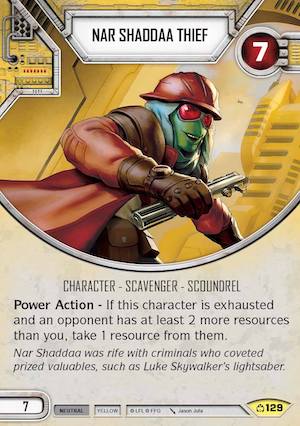 NAR SHADDAA THIEF
7
CHARACTER - SCAVENGER - SCOUNDREL
Power Action - If this character is exhausted
and an opponent has at least 2 more resources
than you, take 1 resource from them.
Nar Shaddaa was rife with criminals who coveted
prized valuables, such as Luke Skywalker's lightsaber.
7
NEUTRAL
YELLOW
© LFL © FFG
Jason Juta
129